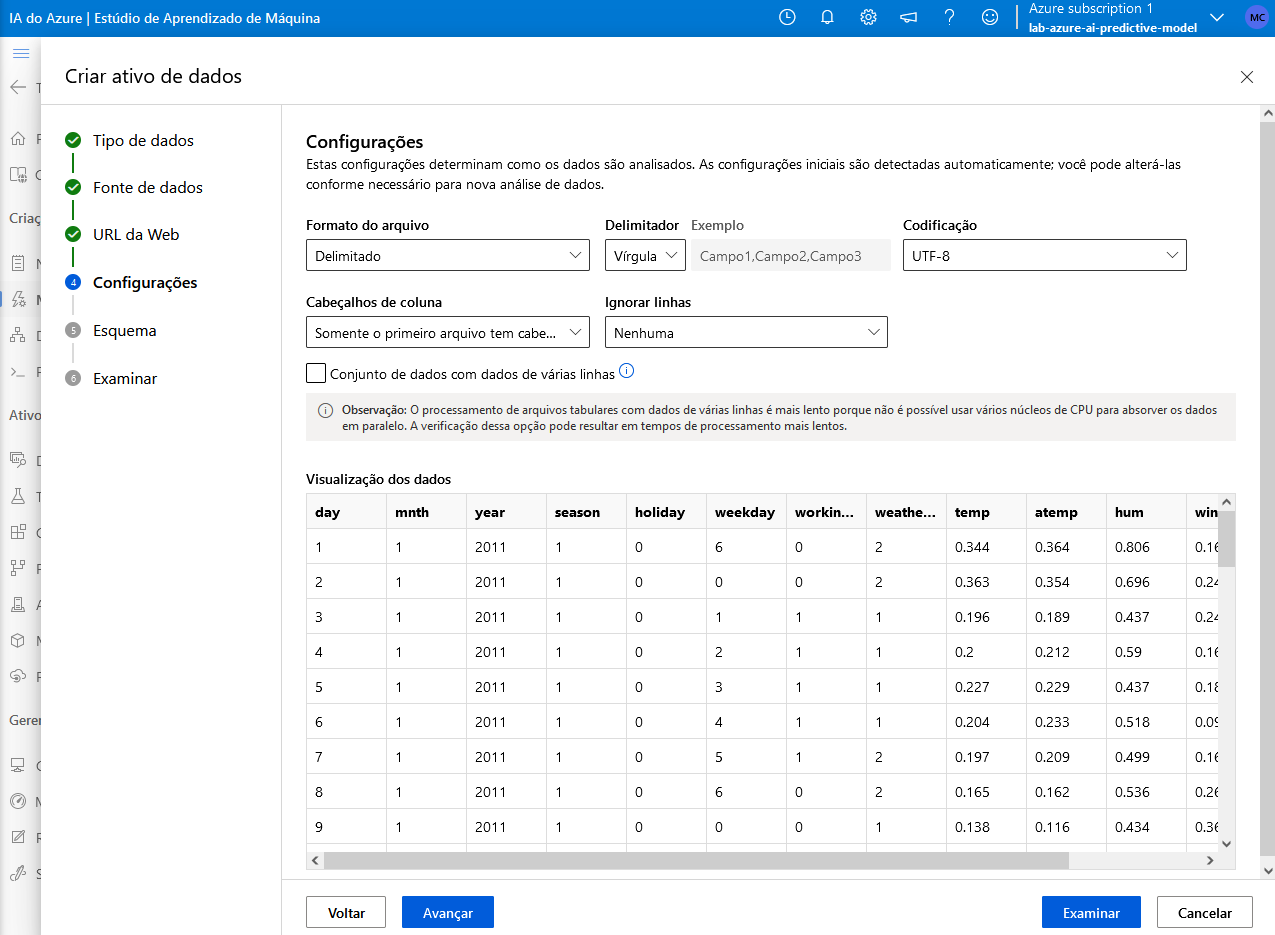 IA do Azure | Estúdio de Aprendizado de Máquina
Azure subscription 1
lab-azure-ai-predictive-model
MC
Criar ativo de dados
Tipo de dados
Fonte de dados
URL da Web
4 Configurações
5 Esquema
6 Examinar
Configurações
Estas configurações determinam como os dados são analisados. As configurações iniciais são detectadas automaticamente; você pode alterá-las
conforme necessário para nova análise de dados.
Formato do arquivo Delimitador Exemplo Codificação
Delimitado Vírgula Campo1,Campo2,Campo3 UTF-8
Cabeçalhos de coluna Ignorar linhas
Somente o primeiro arquivo tem cabe... Nenhuma
Conjunto de dados com dados de várias linhas
Observação: O processamento de arquivos tabulares com dados de várias linhas é mais lento porque não é possível usar vários núcleos de CPU para absorver os dados
em paralelo. A verificação dessa opção pode resultar em tempos de processamento mais lentos.
Visualização dos dados
day mnth year season holiday weekday workin... weathe... temp atemp hum win
1 1 2011 1 0 6 0 2 0.344 0.364 0.806 0.16
2 1 2011 1 0 0 0 2 0.363 0.354 0.696 0.24
3 1 2011 1 0 1 1 1 0.196 0.189 0.437 0.24
4 1 2011 1 0 2 1 1 0.2 0.212 0.59 0.16
5 1 2011 1 0 3 1 1 0.227 0.229 0.437 0.18
6 1 2011 1 0 4 1 1 0.204 0.233 0.518 0.09
7 1 2011 1 0 5 1 2 0.197 0.209 0.499 0.16
8 1 2011 1 0 6 0 2 0.165 0.162 0.536 0.26
9 1 2011 1 0 0 0 1 0.138 0.116 0.434 0.36
Voltar Avançar Examinar Cancelar